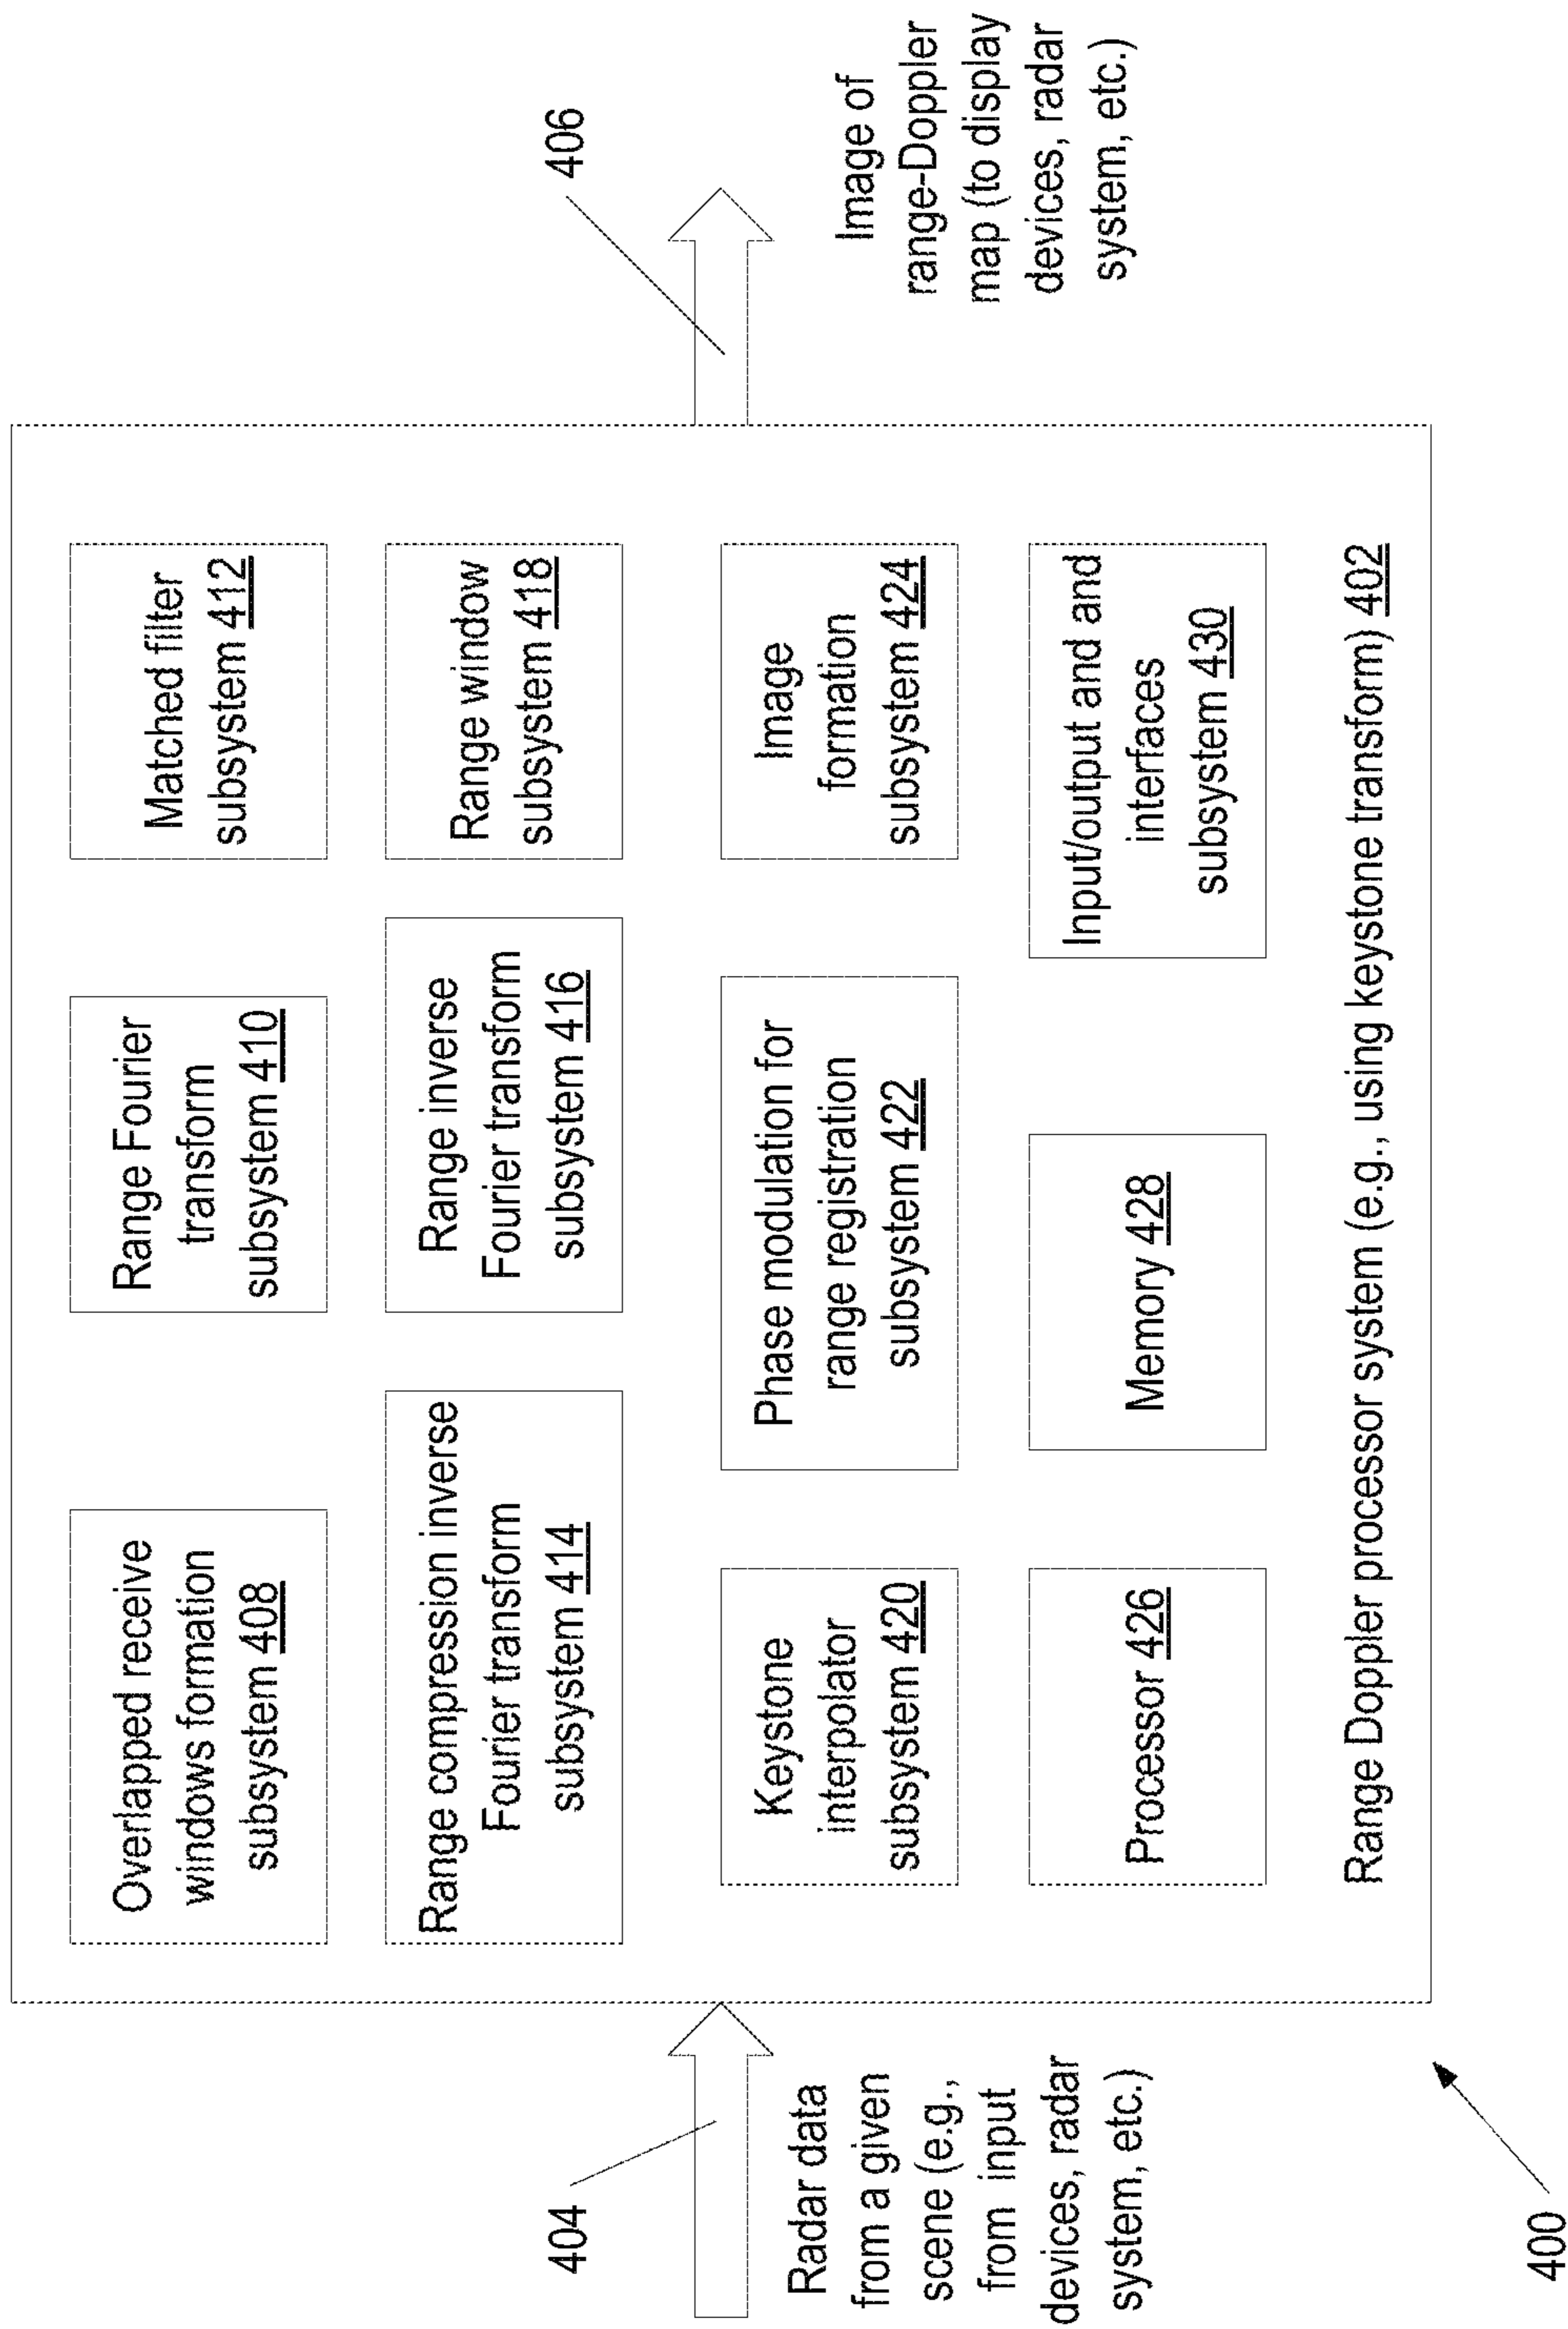 Overlapped receive
windows formation
subsystem 408
Range Fourier
transform
subsystem 410
Matched filter
subsystem 412
Range compression inverse
Fourier transform
subsystem 414
Range inverse
Fourier transform
subsystem 416
Range window
subsystem 418
Keystone
interpolator
subsystem 420
Phase modulation for
range registration
subsystem 422
Image
formation
subsystem 424
Processor 426
Memory 428
Input/output and and
interfaces
subsystem 430
Range Doppler processor system (e.g., using keystone transform) 402
404
Radar data
from a given
scene (e.g.,
from input
devices, radar
system, etc.)
406
Image of
range-Doppler
map (to display
devices, radar
system, etc.)
400